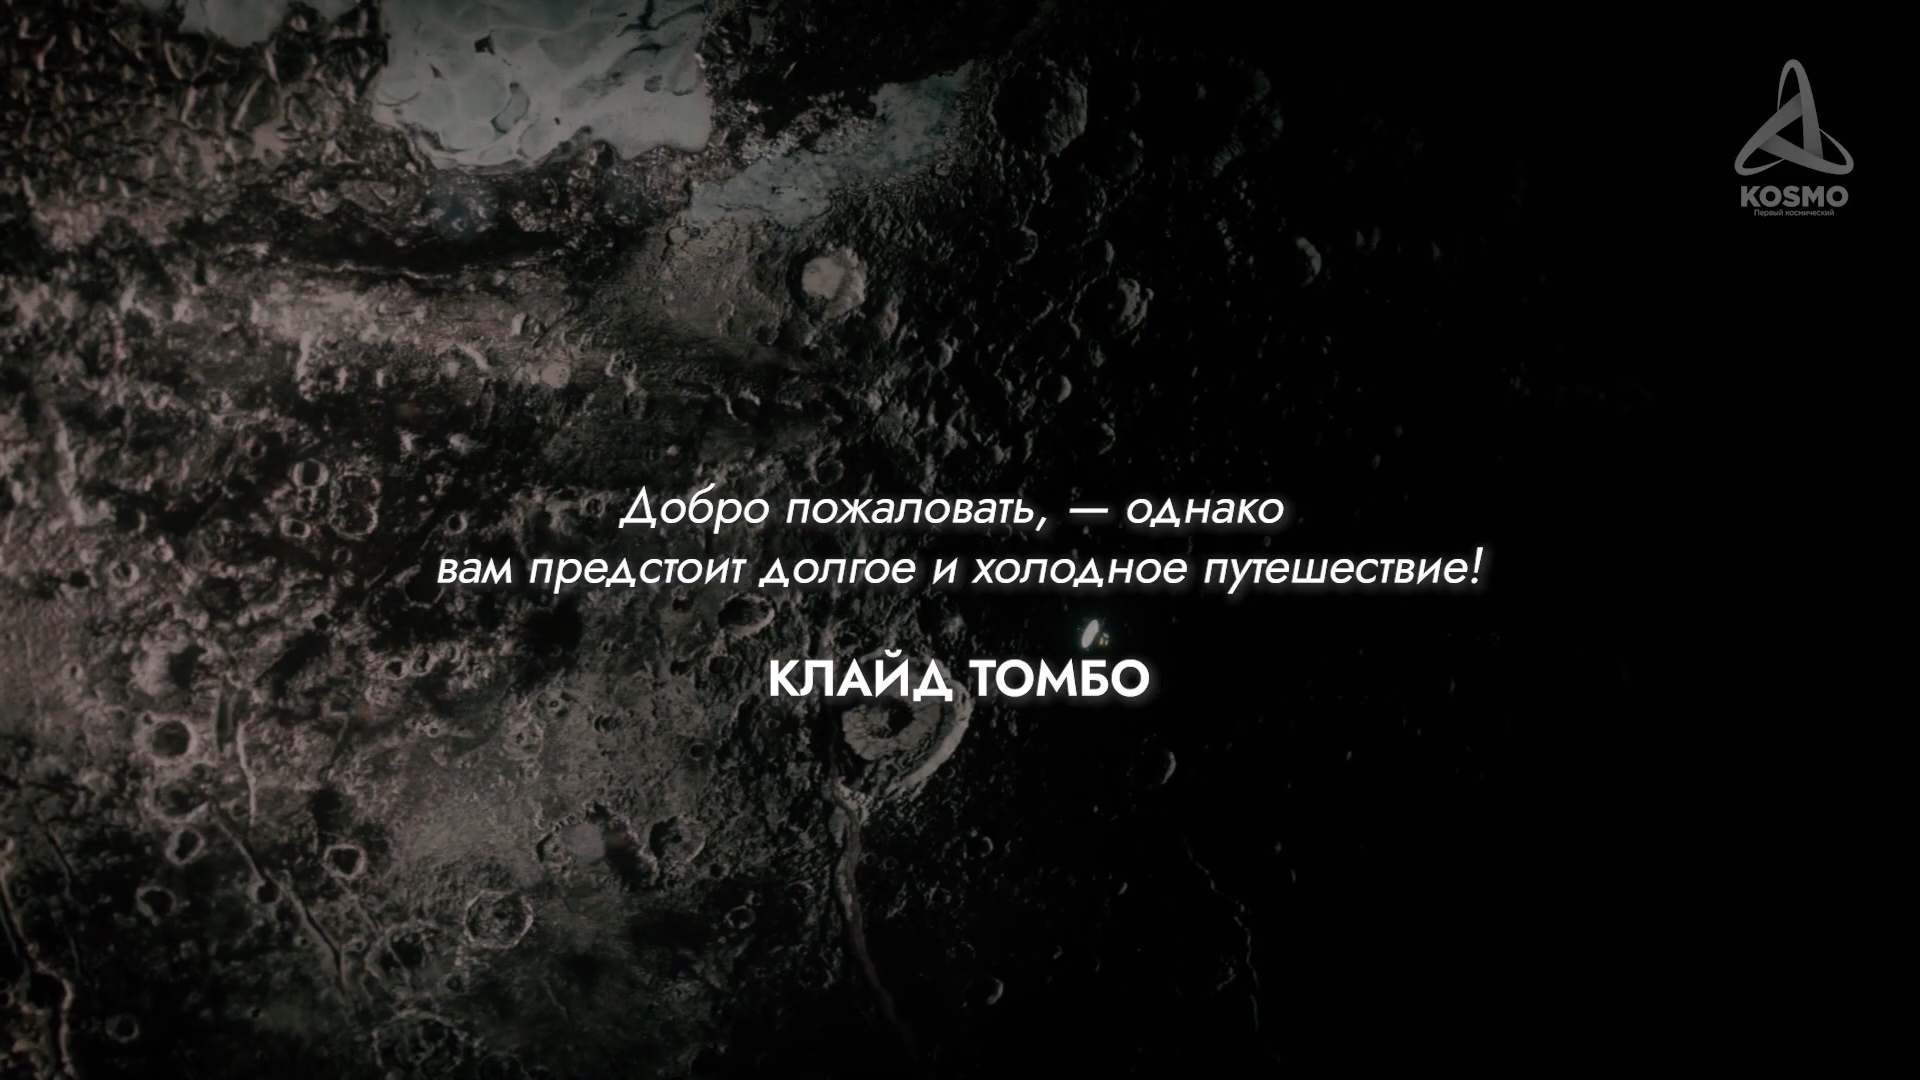 KOSMO
Первый космический
Добро пожаловать, — однако
вам предстоит долгое и холодное путешествие!
КЛАЙД ТОМБО